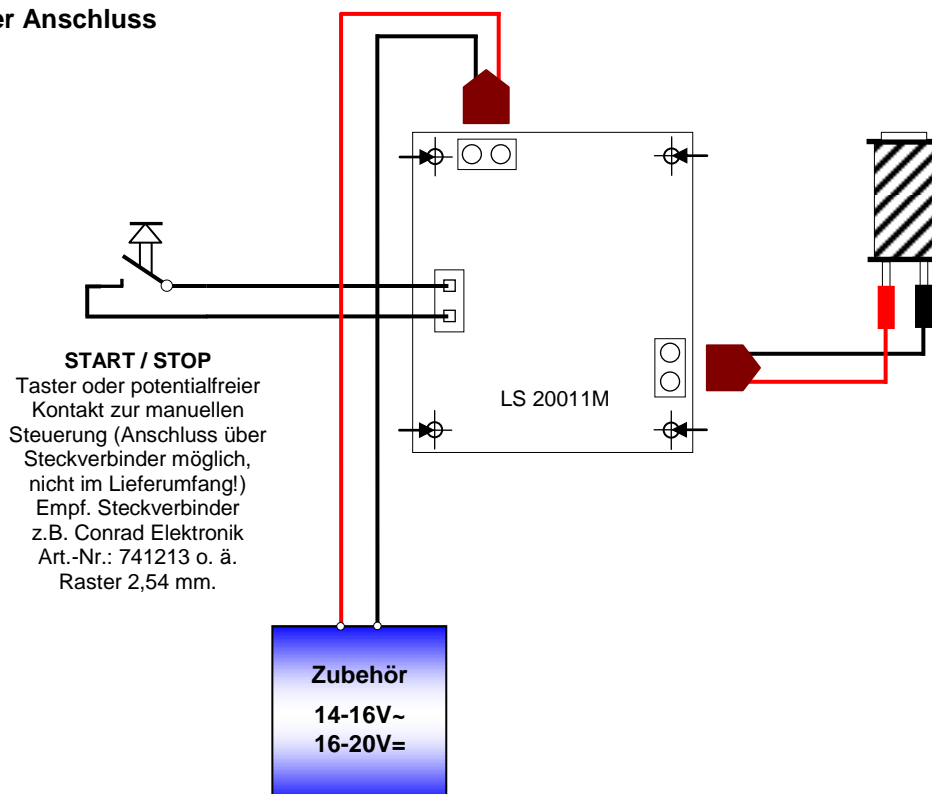 er Anschluss
LS 20011M
START / STOP
Taster oder potentialfreier
Kontakt zur manuellen
Steuerung (Anschluss über
Steckverbinder möglich,
nicht im Lieferumfang!)
Empf. Steckverbinder
z.B. Conrad Elektronik
Art.-Nr.: 741213 o. ä.
Raster 2,54 mm.
Zubehör
14-16V~
16-20V=